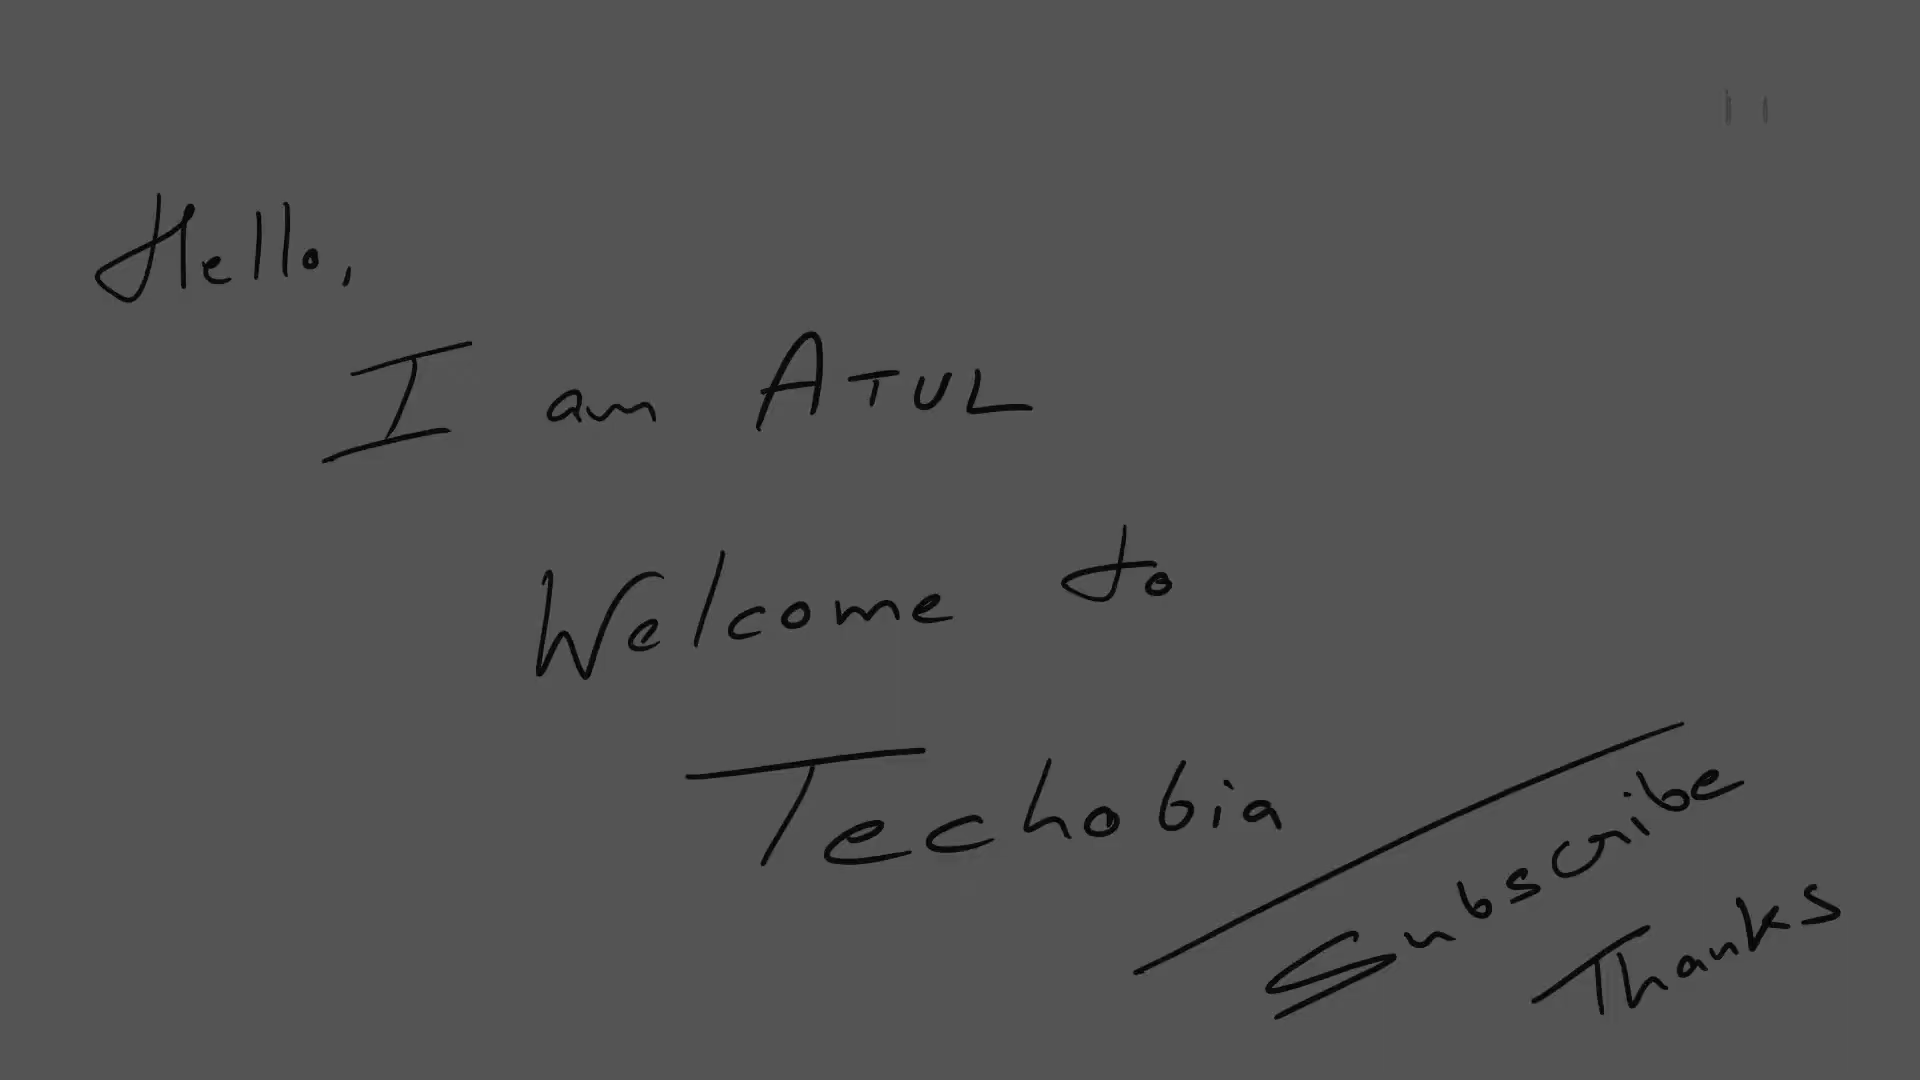 Hello,
I am ATUL
Welcome to
Techobia
Subscribe
Thanks